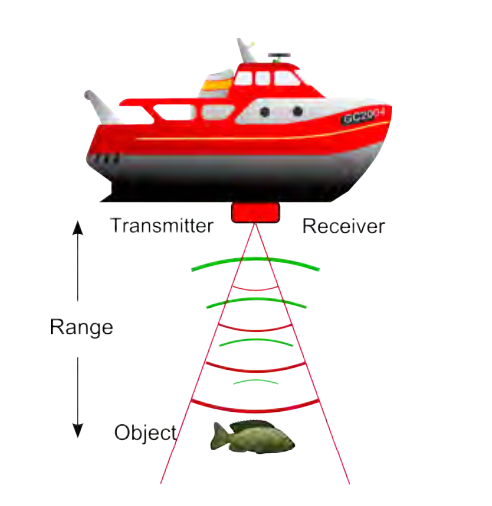 GC2004
Transmitter
Receiver
Range
Object